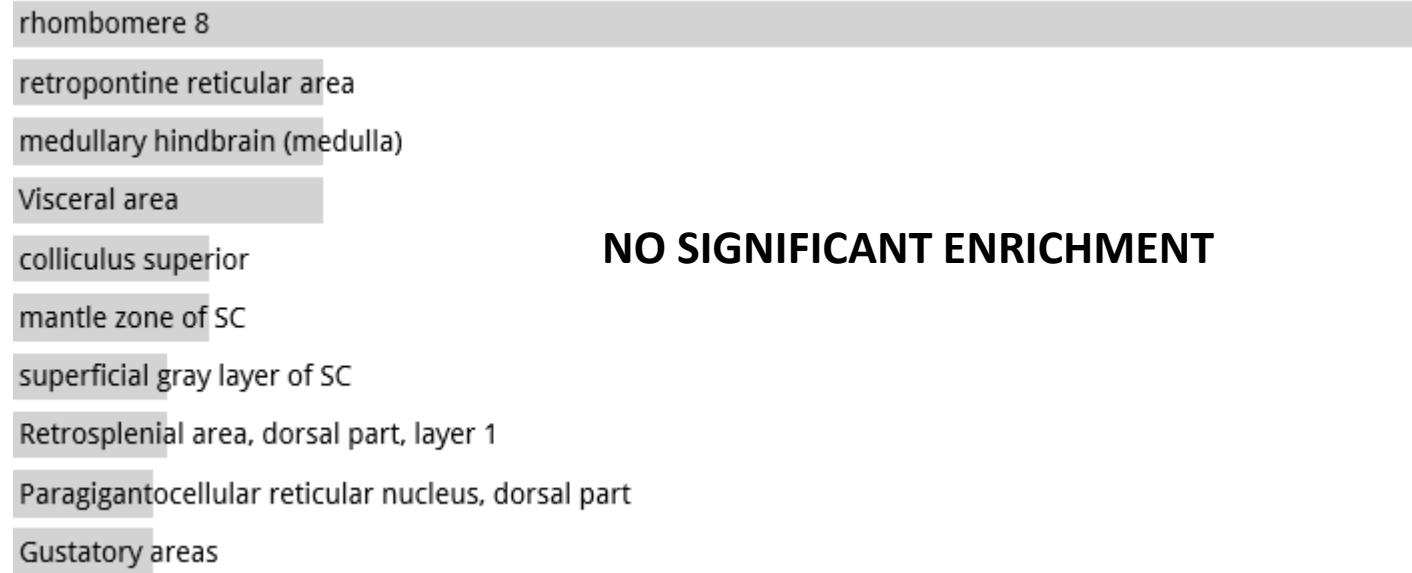 rhombomere 8
retropontine reticular area
medullary hindbrain (medulla)
Visceral area
colliculus superior
NO SIGNIFICANT ENRICHMENT
mantle zone of SC
superficial gray layer of SC
Retrosplenial area, dorsal part, layer 1
Paragigantocellular reticular nucleus, dorsal part
Gustatory areas